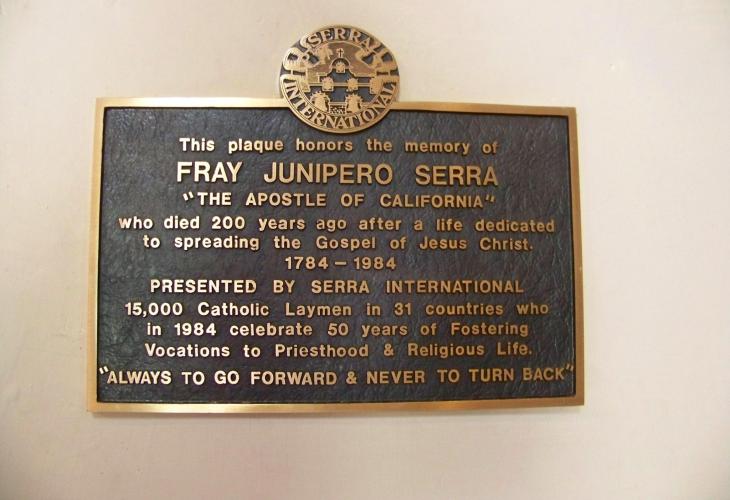 SERRA
INTERNATIONAL
This plaque honors the memory of
FRAY JUNIPERO SERRA
"THE APOSTLE OF CALIFORNIA"
who died 200 years ago after a life dedicated
to spreading the Gospel of Jesus Christ.
1784 – 1984
PRESENTED BY SERRA INTERNATIONAL
15,000 Catholic Laymen in 31 countries who
in 1984 celebrate 50 years of Fostering
Vocations to Priesthood & Religious Life.
"ALWAYS TO GO FORWARD & NEVER TO TURN BACK"